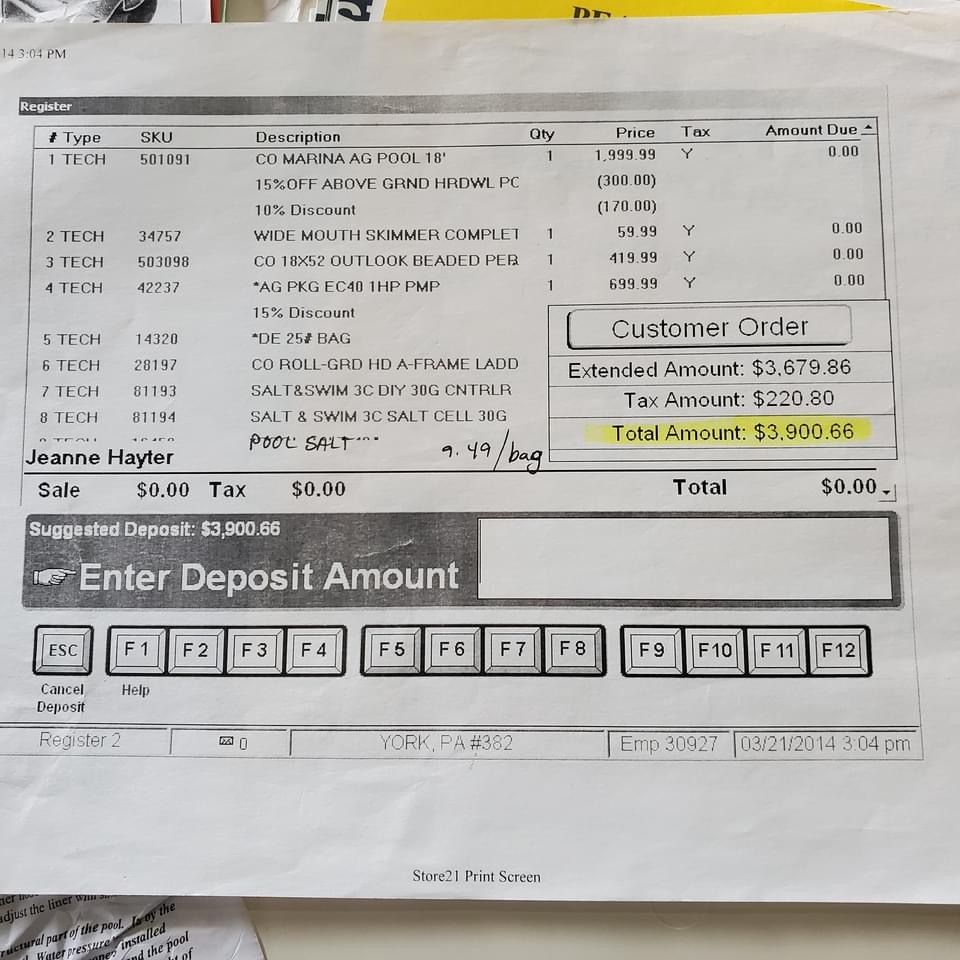 14 3:04 PM
Register
# Type SKU Description Qty Price Tax Amount Due
1 TECH 501091 CO MARINA AG POOL 18' 1 1,999.99 Y 0.00
15%OFF ABOVE GRND HRDWL PC (300.00)
10% Discount (170.00)
2 TECH 34757 WIDE MOUTH SKIMMER COMPLET 1 59.99 Y 0.00
3 TECH 503098 CO 18X52 OUTLOOK BEADED PER 1 419.99 Y 0.00
4 TECH 42237 *AG PKG EC40 1HP PMP 1 699.99 Y 0.00
15% Discount
Customer Order
5 TECH 14320 *DE 25# BAG
6 TECH 28197 CO ROLL-GRD HD A-FRAME LADD
Extended Amount: $3,679.86
7 TECH 81193 SALT&SWIM 3C DIY 30G CNTRLR
Tax Amount: $220.80
8 TECH 81194 SALT & SWIM 3C SALT CELL 30G
Total Amount: $3,900.66
POOL SALT 9.49/bag
Jeanne Hayter
Sale $0.00 Tax $0.00 Total $0.00
Suggested Deposit: $3,900.66
Enter Deposit Amount
ESC F1 F2 F3 F4 F5 F6 F7 F8 F9 F10 F11 F12
Cancel Deposit Help
Register 2 0 YORK, PA #382 Emp 30927 03/21/2014 3:04 pm
Store21 Print Screen
adjust the liner
part of the pool. by the
Water pressure installed
the pool
of